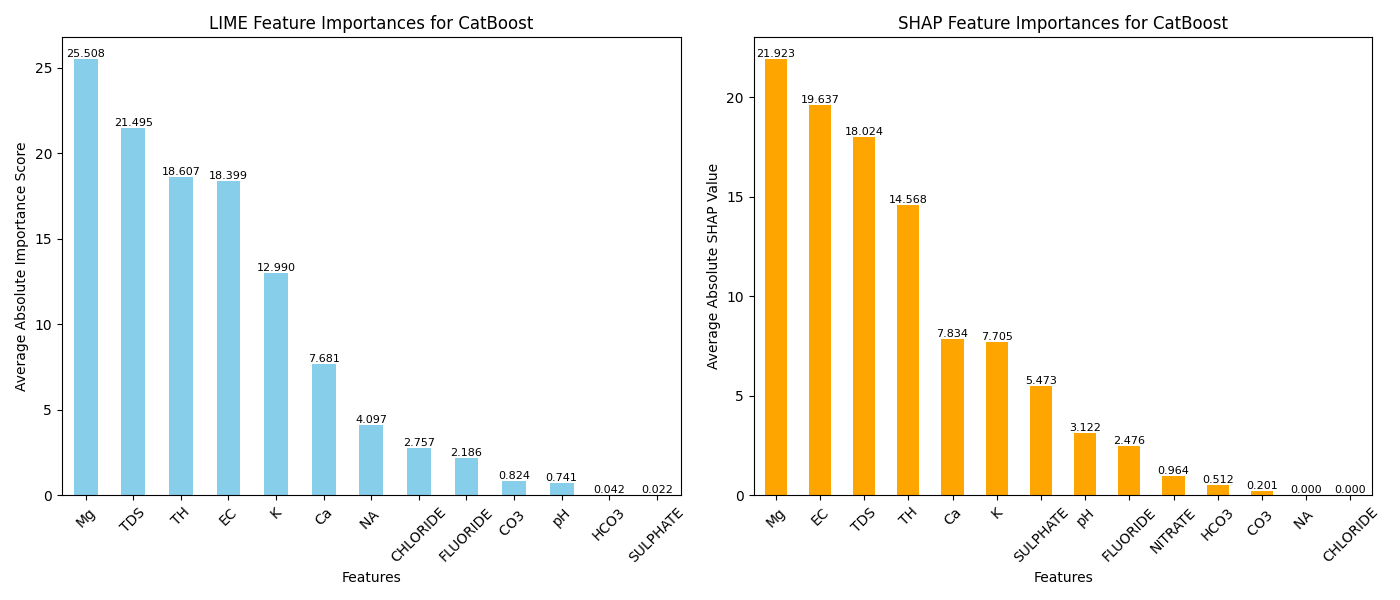 LIME Feature Importances for CatBoost
Average Absolute Importance Score
25
20
15
10
5
0
25.508
21.495
18.607
18.399
12.990
7.681
4.097
2.757
2.186
0.824
0.741
0.042
0.022
Mg
TDS
TH
EC
K
Ca
NA
CHLORIDE
FLUORIDE
CO3
pH
HCO3
SULPHATE
Features
SHAP Feature Importances for CatBoost
Average Absolute SHAP Value
20
15
10
5
0
21.923
19.637
18.024
14.568
7.834
7.705
5.473
3.122
2.476
0.964
0.512
0.201
0.000
0.000
Mg
EC
TDS
TH
Ca
K
SULPHATE
pH
FLUORIDE
NITRATE
HCO3
CO3
NA
CHLORIDE
Features